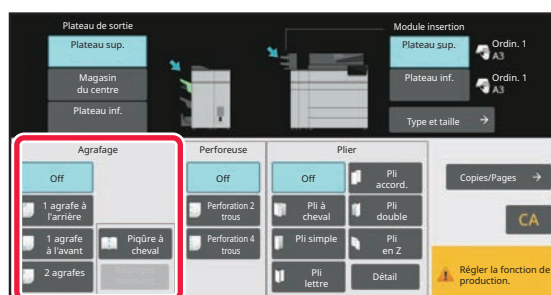 Plateau de sortie
Module insertion
Plateau sup.
Magasin
du centre
Plateau inf.
Plateau sup.
Ordin. 1
A3
Plateau inf.
Ordin. 1
A3
Type et taille
Agrafage
Perforeuse
Plier
Off
1 agrafe à
l'arrière
1 agrafe
à l'avant
Piqûre à
cheval
2 agrafes
Off
Perforation 2
trous
Perforation 4
trous
Off
Pli
accord.
Pli à
cheval
Pli
double
Pli simple
Pli
en Z
Pli
lettre
Détail
Copies/Pages
CA
Régler la fonction de
production.